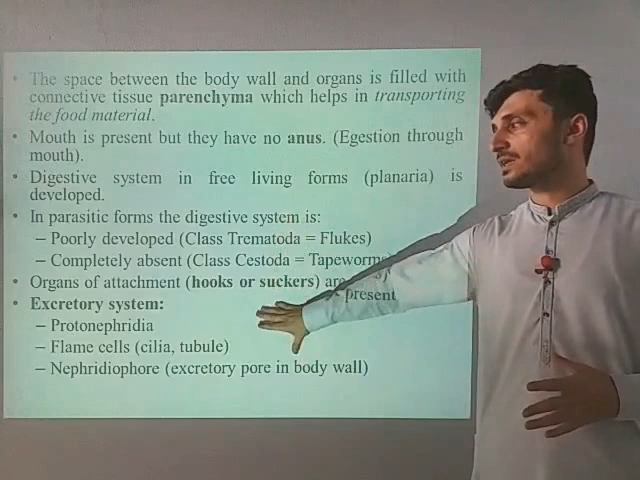 • The space between the body wall and organs is filled with
connective tissue parenchyma which helps in transporting
the food material.
• Mouth is present but they have no anus. (Egestion through
mouth).
• Digestive system in free living forms (planaria) is
developed.
• In parasitic forms the digestive system is:
– Poorly developed (Class Trematoda = Flukes)
– Completely absent (Class Cestoda = Tapeworms)
• Organs of attachment (hooks or suckers) are
present
• Excretory system:
– Protonephridia
– Flame cells (cilia, tubule)
– Nephridiophore (excretory pore in body wall)